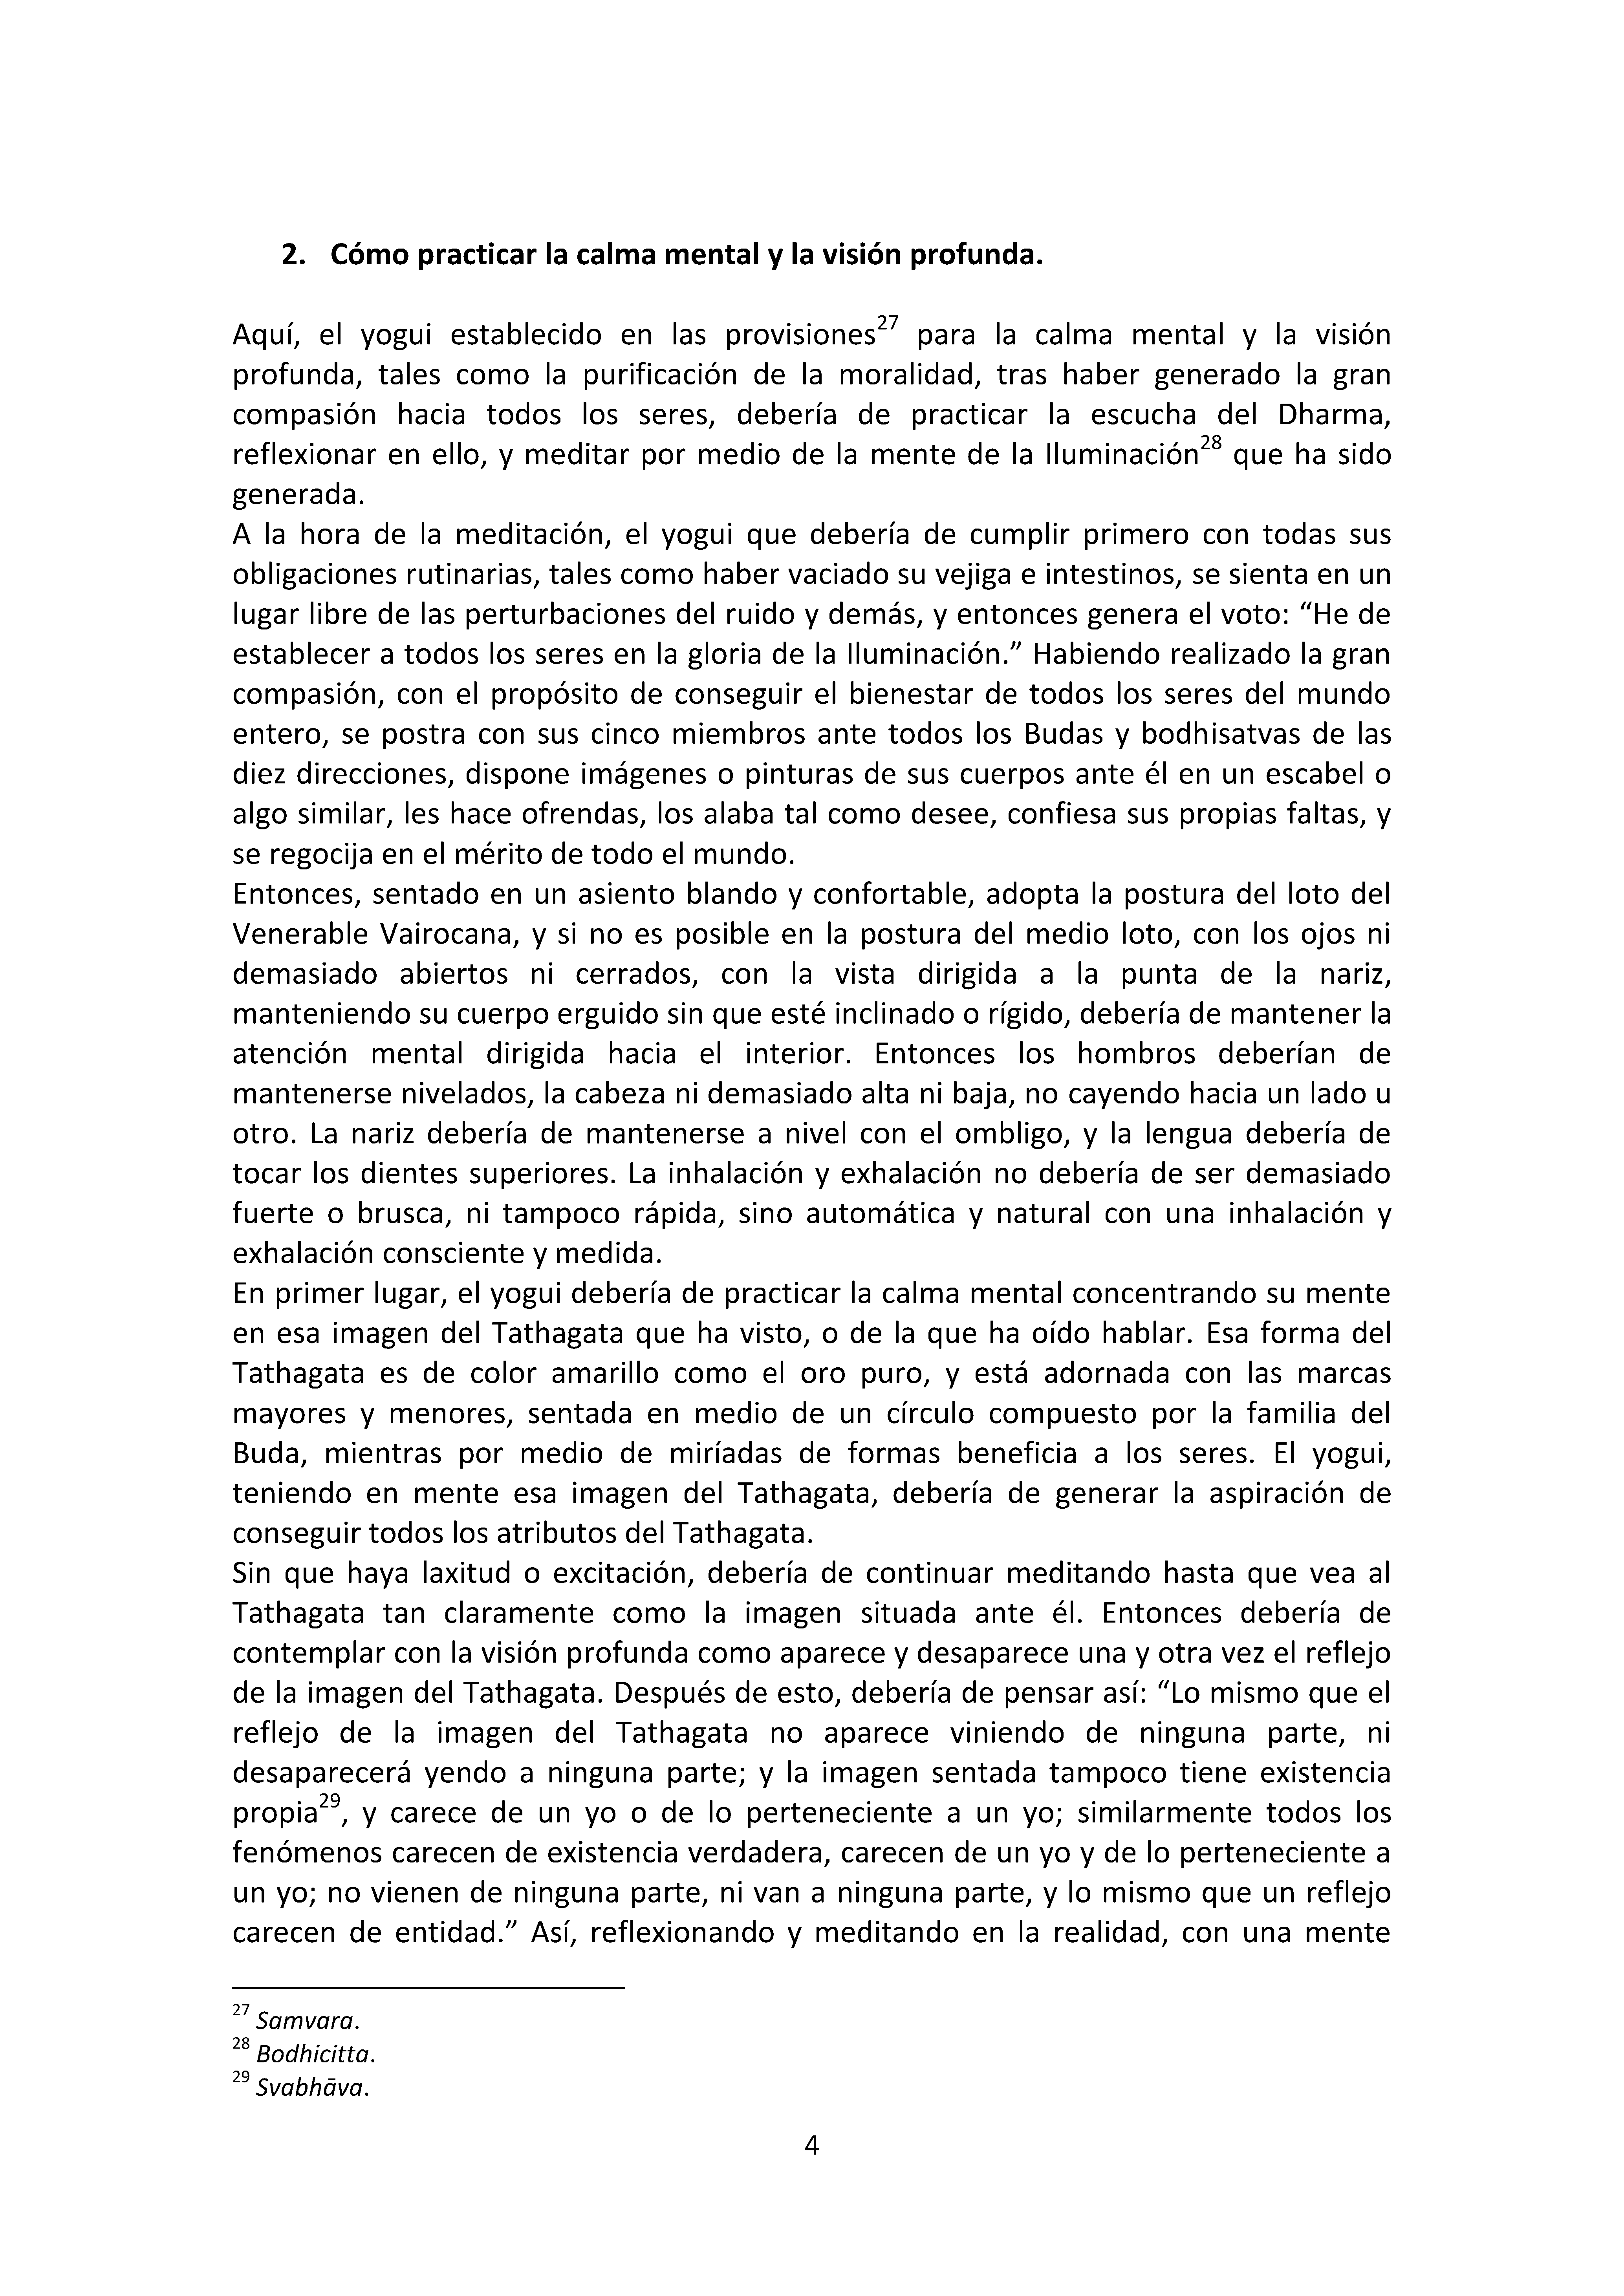 2. Cómo practicar la calma mental y la visión profunda.
Aquí, el yogui establecido en las provisiones27 para la calma mental y la visión
profunda, tales como la purificación de la moralidad, tras haber generado la gran
compasión hacia todos los seres, debería de practicar la escucha del Dharma,
reflexionar en ello, y meditar por medio de la mente de la Iluminación28 que ha sido
generada.
A la hora de la meditación, el yogui que debería de cumplir primero con todas sus
obligaciones rutinarias, tales como haber vaciado su vejiga e intestinos, se sienta en un
lugar libre de las perturbaciones del ruido y demás, y entonces genera el voto: “He de
establecer a todos los seres en la gloria de la Iluminación.” Habiendo realizado la gran
compasión, con el propósito de conseguir el bienestar de todos los seres del mundo
entero, se postra con sus cinco miembros ante todos los Budas y bodhisatvas de las
diez direcciones, dispone imágenes o pinturas de sus cuerpos ante él en un escabel o
algo similar, les hace ofrendas, los alaba tal como desee, confiesa sus propias faltas, y
se regocija en el mérito de todo el mundo.
Entonces, sentado en un asiento blando y confortable, adopta la postura del loto del
Venerable Vairocana, y si no es posible en la postura del medio loto, con los ojos ni
demasiado abiertos ni cerrados, con la vista dirigida a la punta de la nariz,
manteniendo su cuerpo erguido sin que esté inclinado o rígido, debería de mantener la
atención mental dirigida hacia el interior. Entonces los hombros deberían de
mantenerse nivelados, la cabeza ni demasiado alta ni baja, no cayendo hacia un lado u
otro. La nariz debería de mantenerse a nivel con el ombligo, y la lengua debería de
tocar los dientes superiores. La inhalación y exhalación no debería de ser demasiado
fuerte o brusca, ni tampoco rápida, sino automática y natural con una inhalación y
exhalación consciente y medida.
En primer lugar, el yogui debería de practicar la calma mental concentrando su mente
en esa imagen del Tathagata que ha visto, o de la que ha oído hablar. Esa forma del
Tathagata es de color amarillo como el oro puro, y está adornada con las marcas
mayores y menores, sentada en medio de un círculo compuesto por la familia del
Buda, mientras por medio de miríadas de formas beneficia a los seres. El yogui,
teniendo en mente esa imagen del Tathagata, debería de generar la aspiración de
conseguir todos los atributos del Tathagata.
Sin que haya laxitud o excitación, debería de continuar meditando hasta que vea al
Tathagata tan claramente como la imagen situada ante él. Entonces debería de
contemplar con la visión profunda como aparece y desaparece una y otra vez el reflejo
de la imagen del Tathagata. Después de esto, debería de pensar así: “Lo mismo que el
reflejo de la imagen del Tathagata no aparece viniendo de ninguna parte, ni
desaparecerá yendo a ninguna parte; y la imagen sentada tampoco tiene existencia
propia29, y carece de un yo o de lo perteneciente a un yo; similarmente todos los
fenómenos carecen de existencia verdadera, carecen de un yo y de lo perteneciente a
un yo; no vienen de ninguna parte, ni van a ninguna parte, y lo mismo que un reflejo
carecen de entidad.” Así, reflexionando y meditando en la realidad, con una mente
27 Samvara.
28 Bodhicitta.
29 Svabhāva.
4